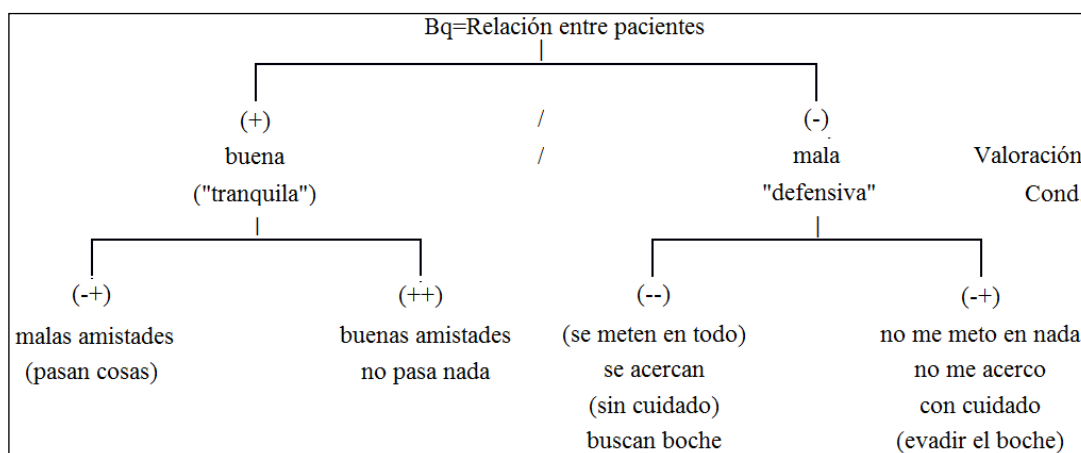 Bq=Relación entre pacientes
(+) / (-)
buena / mala Valoración
("tranquila") "defensiva" Cond.
(-+) (++) (--) (-+)
malas amistades buenas amistades (se meten en todo) no me meto en nada
(pasan cosas) no pasa nada se acercan no me acerco
(sin cuidado) con cuidado
buscan boche (evadir el boche)